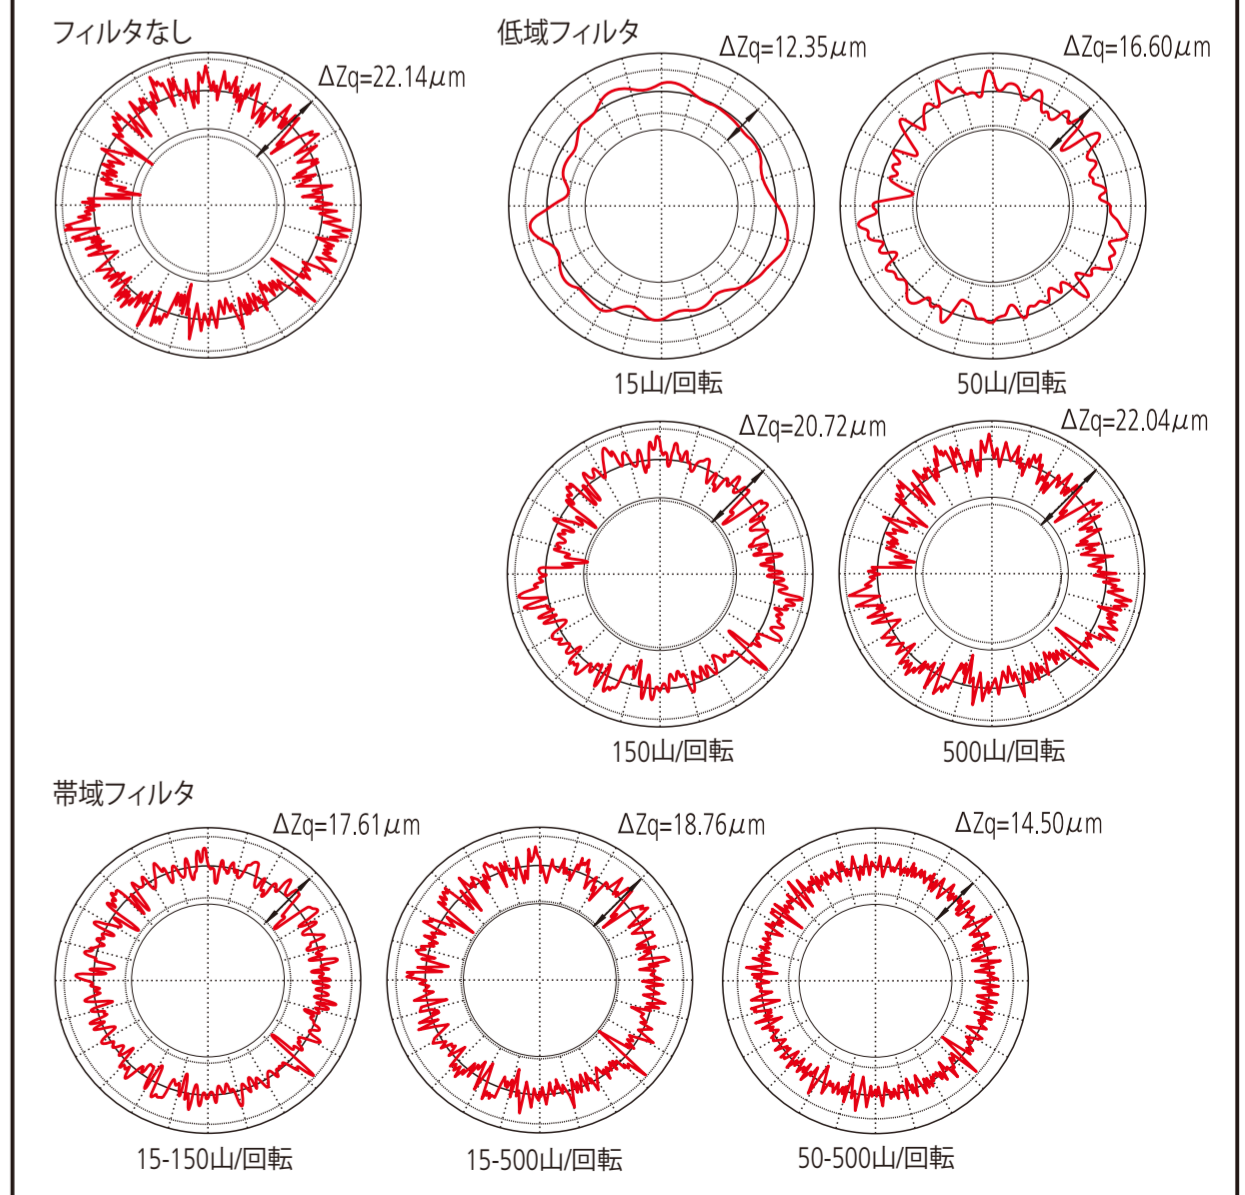 フィルタなし
ΔZq=22.14μm
低域フィルタ
ΔZq=12.35μm
ΔZq=16.60μm
15山/回転
50山/回転
ΔZq=20.72μm
ΔZq=22.04μm
150山/回転
500山/回転
帯域フィルタ
ΔZq=17.61μm
ΔZq=18.76μm
ΔZq=14.50μm
15-150山/回転
15-500山/回転
50-500山/回転